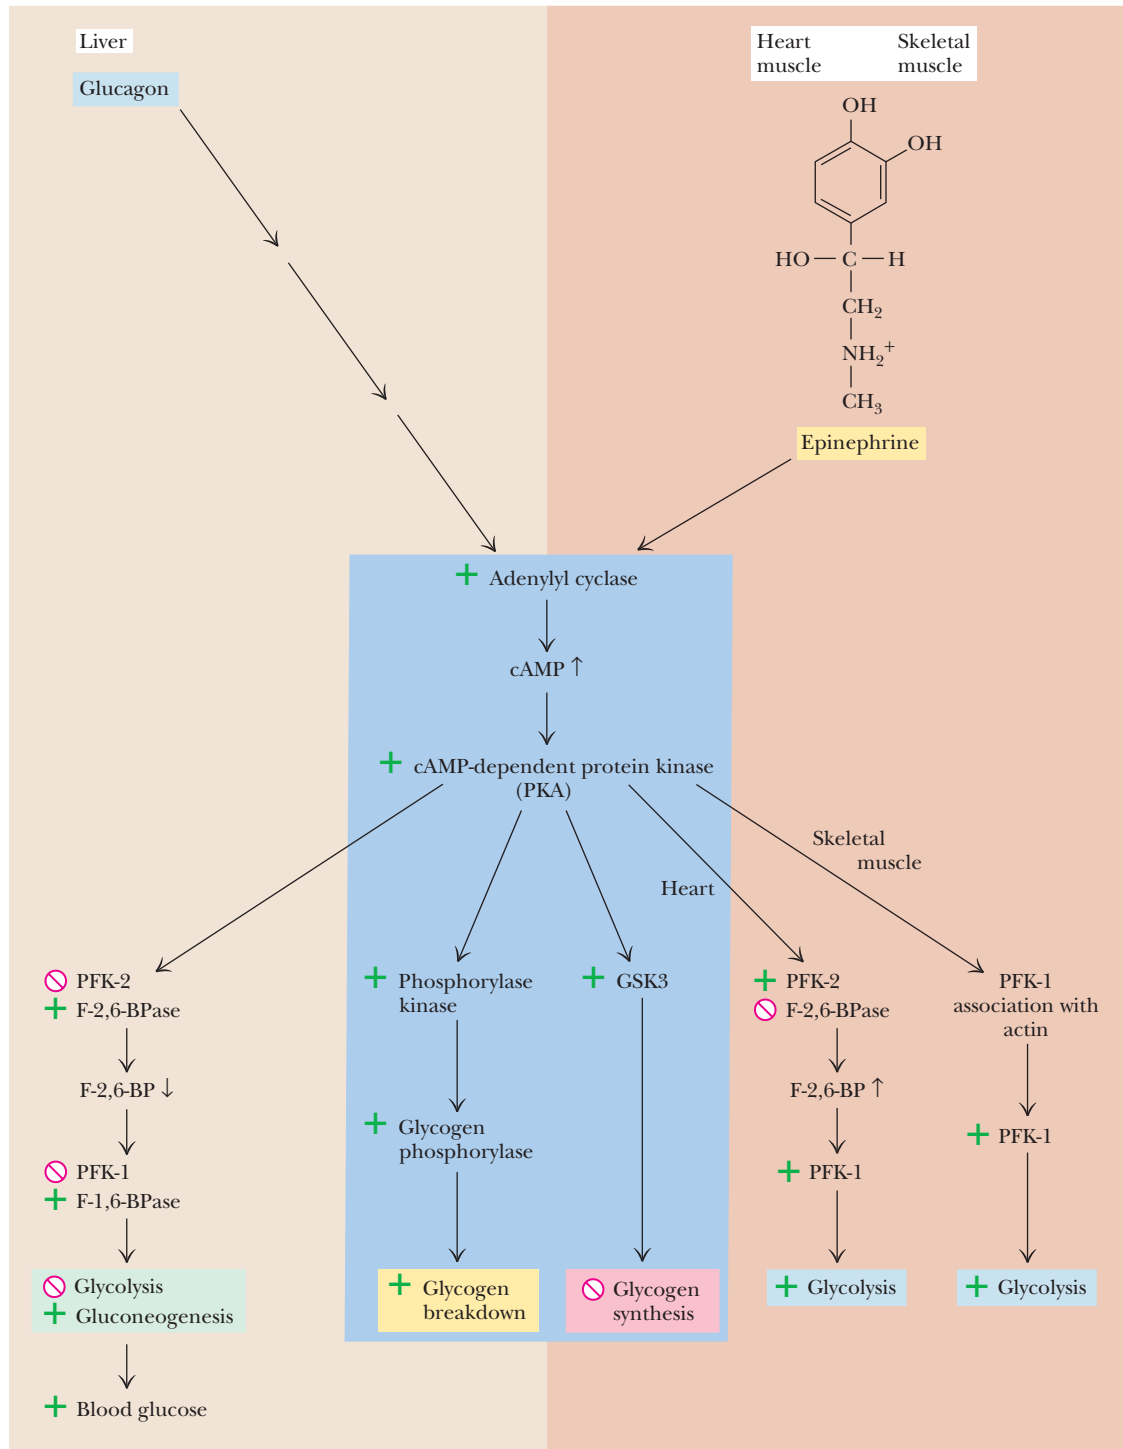 Liver
Glucagon
Heart muscle
Skeletal muscle
OH
OH
HO — C — H
CH2
NH2+
CH3
Epinephrine
+ Adenylyl cyclase
cAMP ↑
+ cAMP-dependent protein kinase
(PKA)
Skeletal
muscle
Heart
PFK-2
+ F-2,6-BPase
F-2,6-BP ↓
PFK-1
+ F-1,6-BPase
Glycolysis
+ Gluconeogenesis
+ Blood glucose
+ Phosphorylase
kinase
+ Glycogen
phosphorylase
+ Glycogen
breakdown
+ GSK3
Glycogen
synthesis
+ PFK-2
F-2,6-BPase
F-2,6-BP ↑
+ PFK-1
+ Glycolysis
PFK-1
association with
actin
+ PFK-1
+ Glycolysis